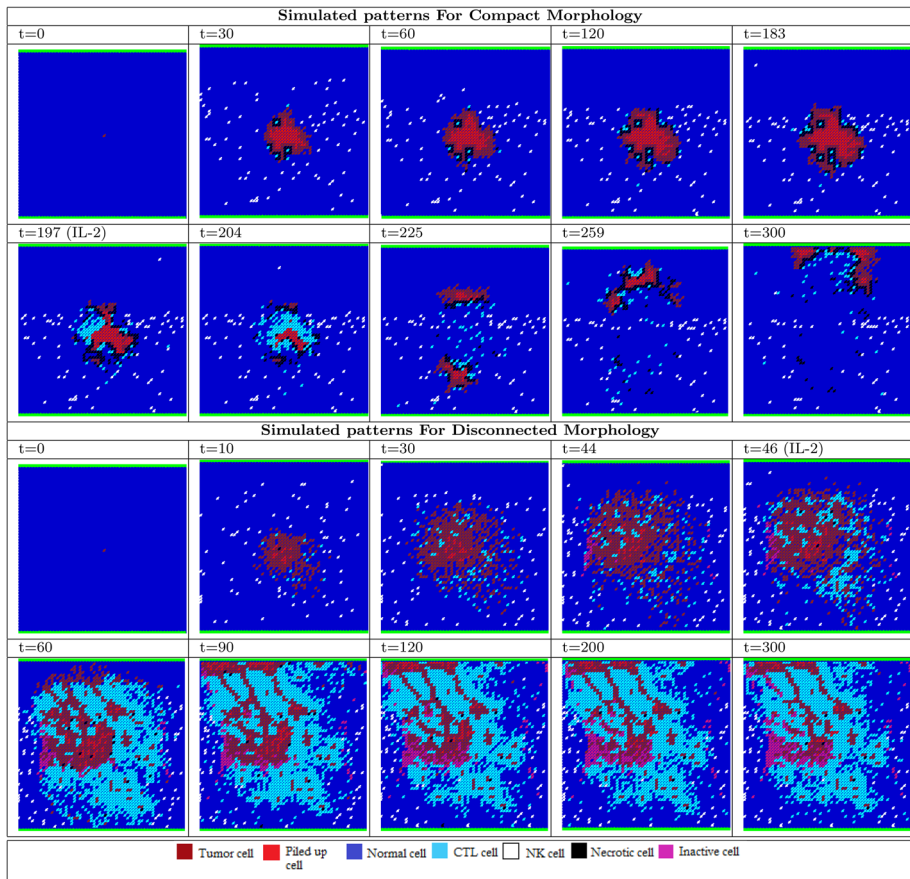 Simulated patterns For Compact Morphology
t=0 t=30 t=60 t=120 t=183
t=197 (IL-2) t=204 t=225 t=259 t=300
Simulated patterns For Disconnected Morphology
t=0 t=10 t=30 t=44 t=46 (IL-2)
t=60 t=90 t=120 t=200 t=300
Tumor cell Piled up cell Normal cell CTL cell NK cell Necrotic cell Inactive cell